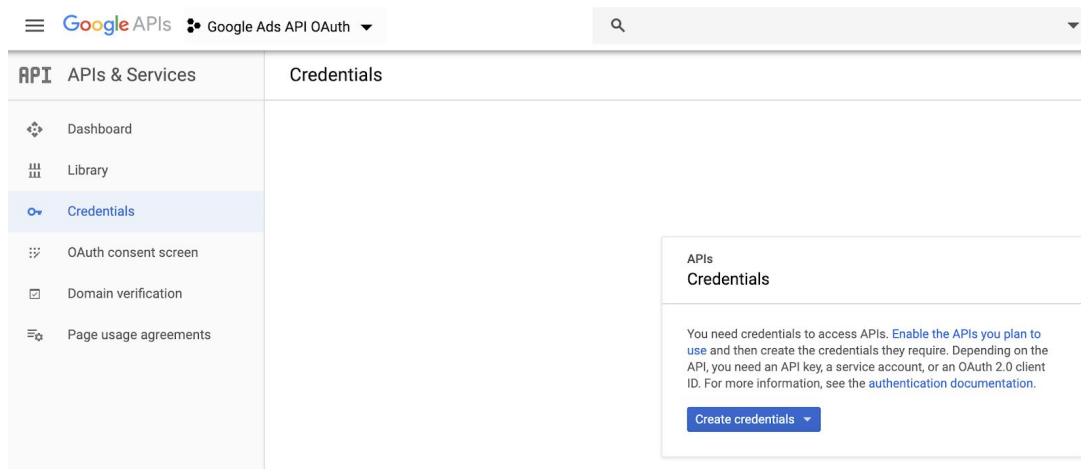 Google APIs Google Ads API OAuth
API APIs & Services
Credentials
Dashboard
Library
Credentials
OAuth consent screen
Domain verification
Page usage agreements
APIs
Credentials
You need credentials to access APIs. Enable the APIs you plan to
use and then create the credentials they require. Depending on the
API, you need an API key, a service account, or an OAuth 2.0 client
ID. For more information, see the authentication documentation.
Create credentials